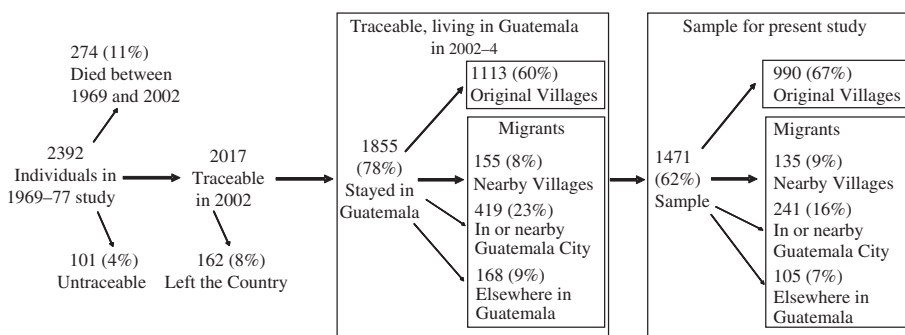 274 (11%)
Died between
1969 and 2002
2392
Individuals in
1969–77 study
101 (4%)
Untraceable
2017
Traceable
in 2002
162 (8%)
Left the Country
Traceable, living in Guatemala
in 2002–4
1855
(78%)
Stayed in
Guatemala
1113 (60%)
Original Villages
Migrants
155 (8%)
Nearby Villages
419 (23%)
In or nearby
Guatemala City
168 (9%)
Elsewhere in
Guatemala
Sample for present study
1471
(62%)
Sample
990 (67%)
Original Villages
Migrants
135 (9%)
Nearby Villages
241 (16%)
In or nearby
Guatemala City
105 (7%)
Elsewhere in
Guatemala